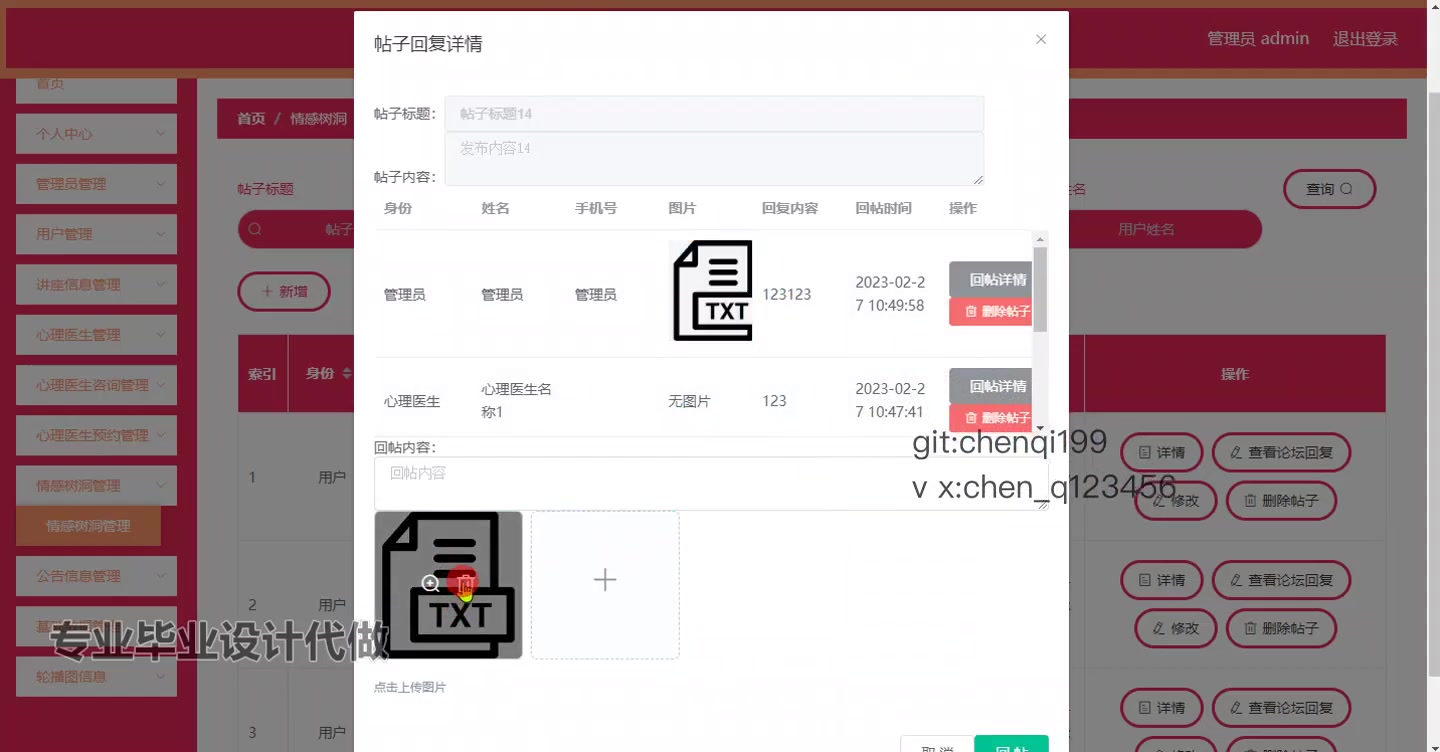 帖子回复详情
管理员 admin 退出登录
首页
个人中心
管理员管理
用户管理
讲座信息管理
心理医生管理
心理医生咨询管理
心理医生预约管理
情感树洞管理
情感树洞管理
公告信息管理
轮播图信息
专业毕业设计代做
首页 / 情感树洞
帖子标题
帖子
姓名
用户姓名
查询
新增
索引 身份 操作
1 用户 详情 查看论坛回复
修改 删除帖子
2 用户 详情 查看论坛回复
修改 删除帖子
3 用户 详情 查看论坛回复
帖子标题: 帖子标题14
帖子内容: 发布内容14
身份 姓名 手机号 图片 回复内容 回帖时间 操作
管理员 管理员 管理员 TXT 123123 2023-02-2
7 10:49:58
回帖详情
删除帖子
心理医生 心理医生名
称1 无图片 123 2023-02-2
7 10:47:41
回帖详情
删除帖子
回帖内容:
回帖内容
git:chenqi199
v x:chen_q123456
TXT
点击上传图片
取 消 回 帖